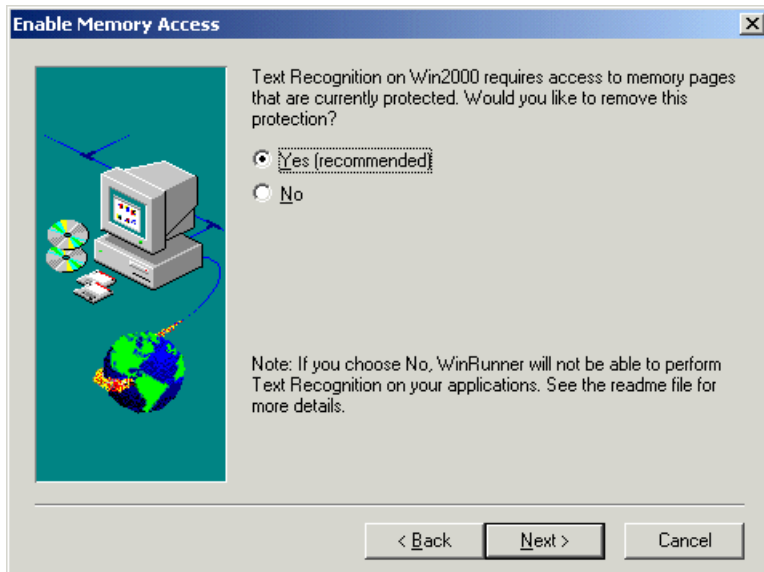 Enable Memory Access
Text Recognition on Win2000 requires access to memory pages
that are currently protected. Would you like to remove this
protection?
Yes (recommended)
No
Note: If you choose No, WinRunner will not be able to perform
Text Recognition on your applications. See the readme file for
more details.
< Back
Next >
Cancel